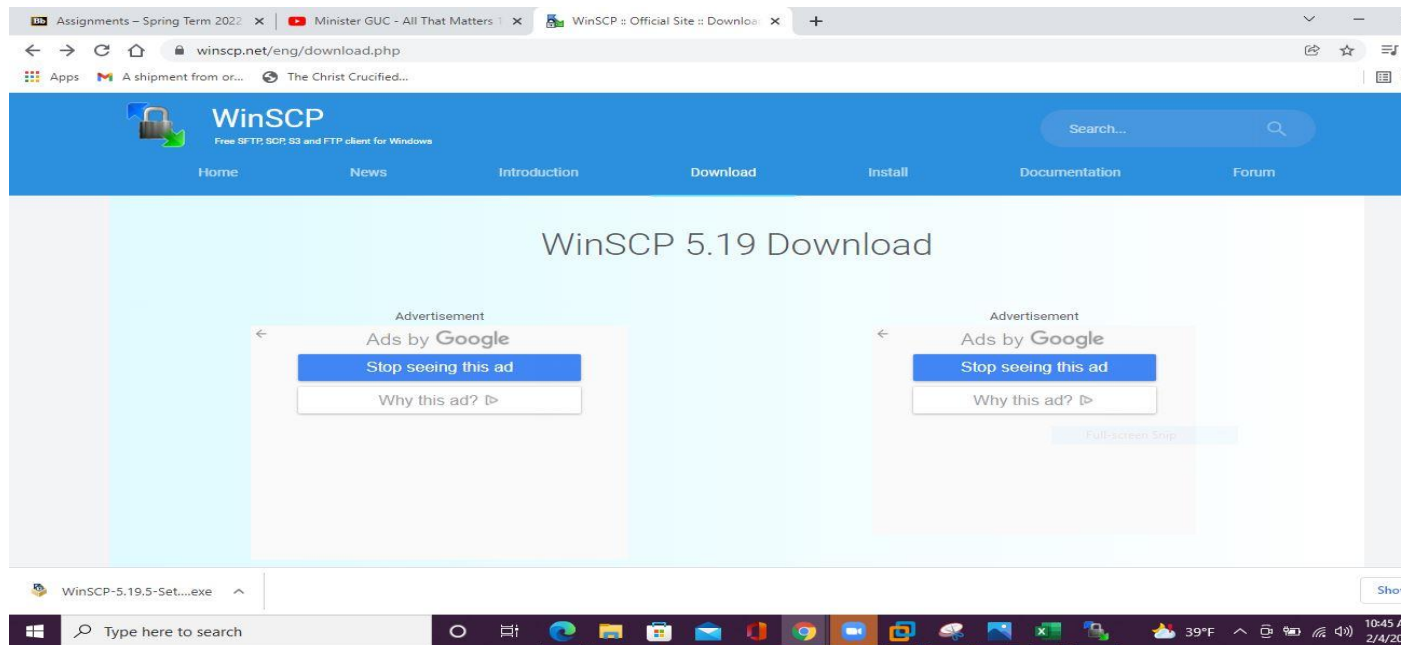 Assignments – Spring Term 2022
Minister GUC - All That Matters
WinSCP :: Official Site :: Downloa
winscp.net/eng/download.php
Apps
A shipment from or...
The Christ Crucified...
WinSCP
Free SFTP, SCP, S3 and FTP client for Windows
Search...
Home
News
Introduction
Download
Install
Documentation
Forum
WinSCP 5.19 Download
Advertisement
Advertisement
Ads by Google
Ads by Google
Stop seeing this ad
Stop seeing this ad
Why this ad?
Why this ad?
Full-screen Snip
WinSCP-5.19.5-Set....exe
Sho
Type here to search
39°F
10:45 A
2/4/20